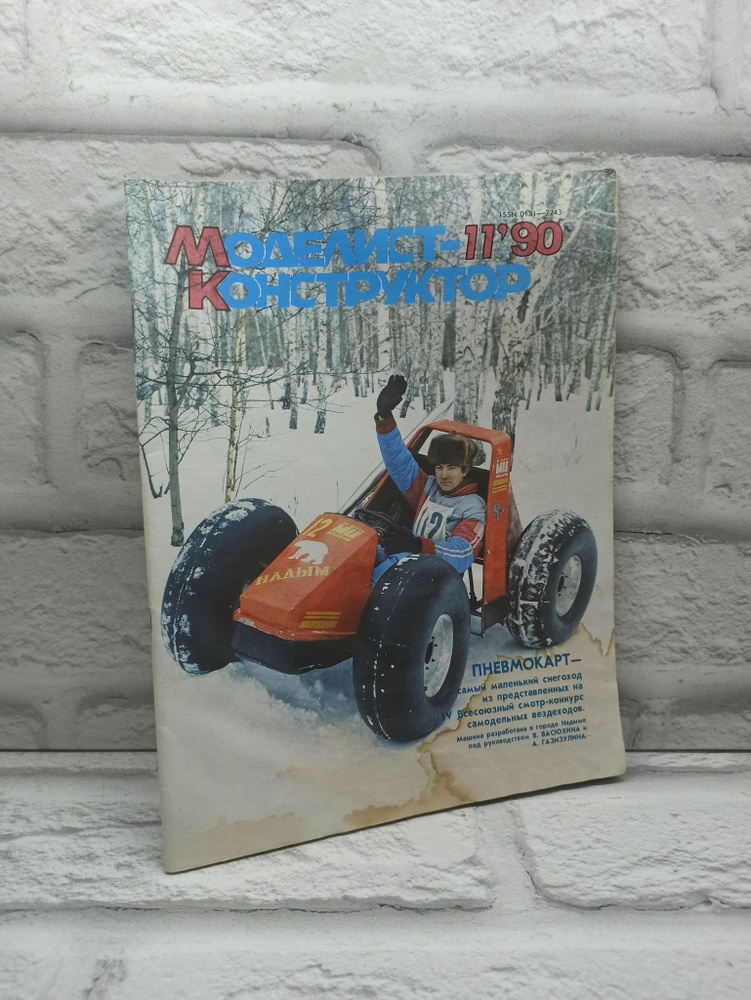 ISSN 0131—2243
МОДЕЛИСТ- 11'90
КОНСТРУКТОР
12
НАДЫМ
12
ПНЕВМОКАРТ—
самый маленький снегоход
из представленных на
IV Всесоюзный смотр-конкурс
самодельных вездеходов.
Машина разработана в городе Надыме
под руководством В. ВАСЮХИНА и
А. ГАЗИЗУЛИНА.